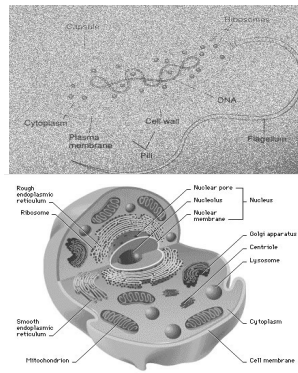 Capsule
Ribosomes
DNA
Cytoplasm
Cell wall
Plasma
membrane
Flagellum
Pili
Rough
endoplasmic
reticulum
Ribosome
Nuclear pore
Nucleolus
Nuclear
membrane
Nucleus
Golgi apparatus
Centriole
Lysosome
Smooth
endoplasmic
reticulum
Cytoplasm
Mitochondrion
Cell membrane